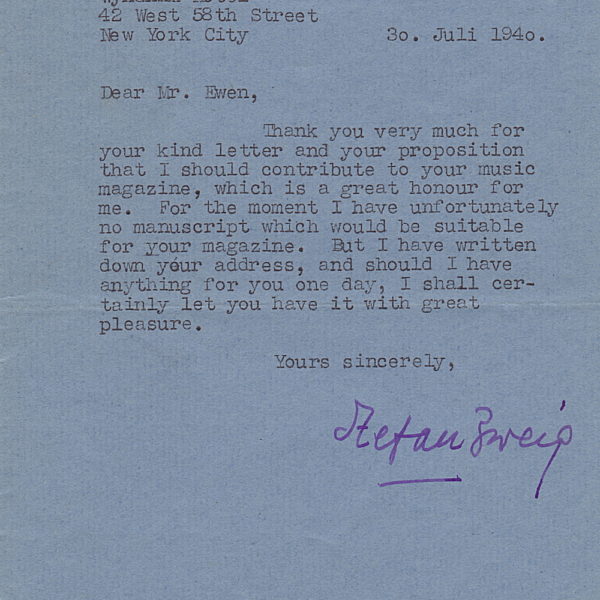 42 West 58th Street
New York City 3o. Juli 194o.
Dear Mr. Ewen,
Thank you very much for
your kind letter and your proposition
that I should contribute to your music
magazine, which is a great honour for
me. For the moment I have unfortunately
no manuscript which would be suitable
for your magazine. But I have written
down your address, and should I have
anything for you one day, I shall cer-
tainly let you have it with great
pleasure.
Yours sincerely,
Stefan Zweig